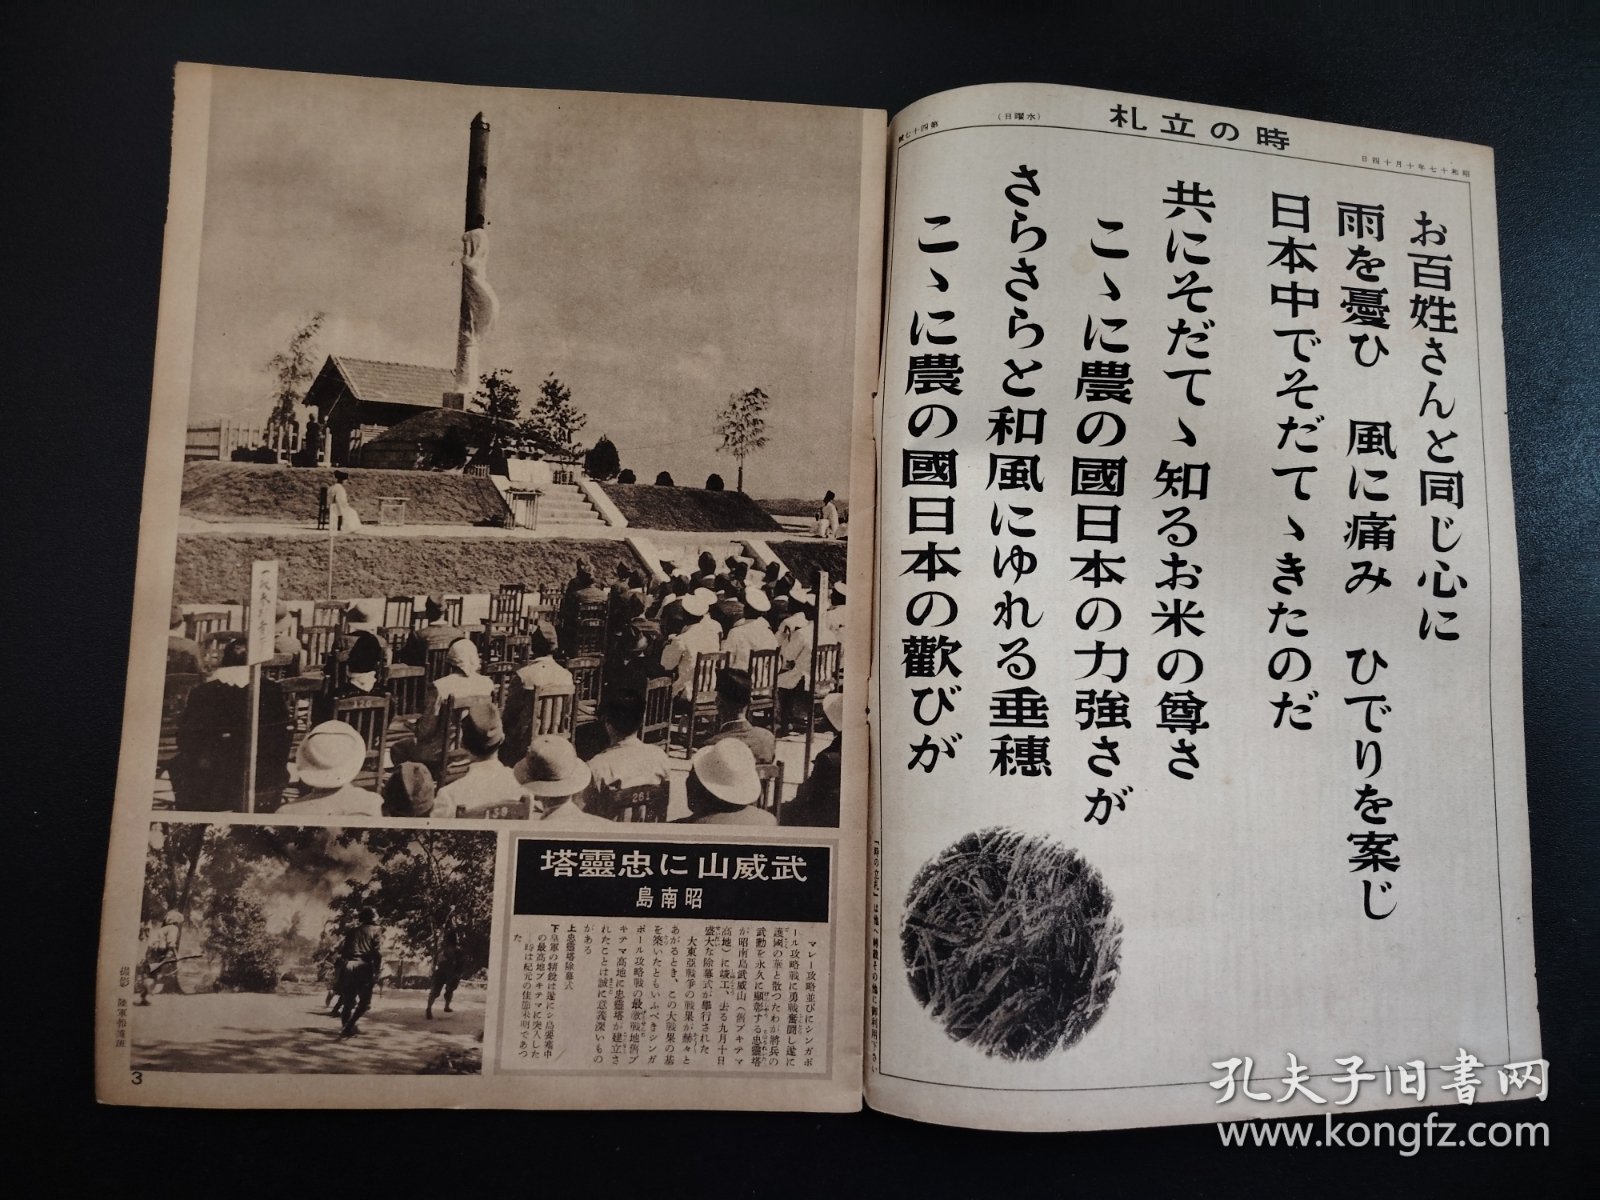 時の立札
昭和十七年十月十四日
(水曜日)
お百姓さんと同じ心に
雨を憂ひ 風に痛み ひでりを案じ
日本中でそだてゝきたのだ
共にそだてゝ知るお米の尊さ
こゝに農の國日本の力強さが
さらさらと和風にゆれる垂穗
こゝに農の國日本の歡びが
武威山に忠靈塔
昭南島
マレー攻略並びにシンガポ
ール攻略戰に勇戰奮鬪し遂に
護國の華と散つたわが將兵の
武勳を永久に顯彰する忠靈塔
が昭南島武威山(舊ブキテマ
高地)に竣工、去る九月十日
盛大な除幕式が擧行された
大東亞戰爭の戰果が赫々と
あがるとき、この大戰果の基
を築いたともいふべきシンガ
ポール攻略戰の最激戰地舊ブ
キテマ高地に忠靈塔が建立さ
れたことは誠に意義深いもの
がある
上 忠靈塔除幕式
下 皇軍の精鋭は遂にシ島要塞中
の最高地ブキテマに突入した
時は紀元の佳節未明であつ
た
撮影 陸軍報道班
3
孔夫子旧书网
www.kongfz.com